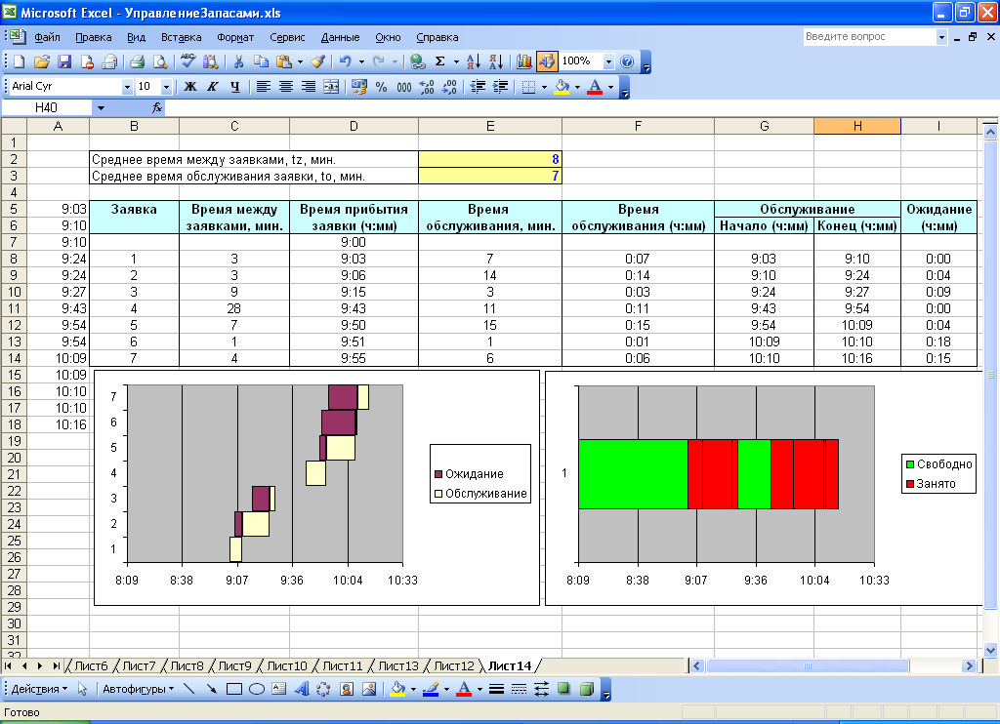 Microsoft Excel - УправлениеЗапасами.xls
Файл Правка Вид Вставка Формат Сервис Данные Окно Справка Введите вопрос
100%
Arial Cyr 10 Ж К Ч % 000
H40 fx
A B C D E F G H I
1
2 Среднее время между заявками, tz, мин. 8
3 Среднее время обслуживания заявки, to, мин. 7
4
5 9:03 Заявка Время между Время прибытия Время Время Обслуживание Ожидание
6 9:10 заявками, мин. заявки (ч:мм) обслуживания, мин. обслуживания (ч:мм) Начало (ч:мм) Конец (ч:мм) (ч:мм)
7 9:10 9:00
8 9:24 1 3 9:03 7 0:07 9:03 9:10 0:00
9 9:24 2 3 9:06 14 0:14 9:10 9:24 0:04
10 9:27 3 9 9:15 3 0:03 9:24 9:27 0:09
11 9:43 4 28 9:43 11 0:11 9:43 9:54 0:00
12 9:54 5 7 9:50 15 0:15 9:54 10:09 0:04
13 9:54 6 1 9:51 1 0:01 10:09 10:10 0:18
14 10:09 7 4 9:55 6 0:06 10:10 10:16 0:15
15 10:09
16 10:10
17 10:10
18 10:16
19
20
21
22
23
24
25
26
27
28
29
30
31
32
7
6
5
4
3
2
1
8:09 8:38 9:07 9:36 10:04 10:33
Ожидание
Обслуживание
1
8:09 8:38 9:07 9:36 10:04 10:33
Свободно
Занято
Лист6 Лист7 Лист8 Лист9 Лист10 Лист11 Лист13 Лист12 Лист14
Действия Автофигуры
Готово